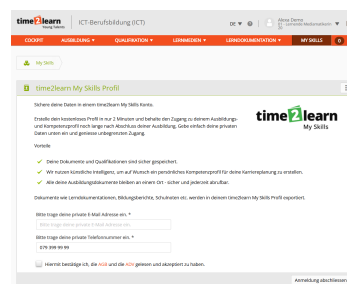 time2learn
Young Talents
ICT-Berufsbildung (ICT)
DE
Alexa Demo
Lernende Mediamatikerin
COCKPIT AUSBILDUNG QUALIFIKATION LERNMEDIEN LERNDOKUMENTATION MY SKILLS 0
My Skills
time2learn My Skills Profil
Sichere deine Daten in einem time2learn My Skills Konto.
Erstelle dein kostenloses Profil in nur 2 Minuten und behalte den Zugang zu deinem Ausbildungs-
und Kompetenzprofil noch lange nach Abschluss deiner Ausbildung. Gebe einfach deine privaten
Daten unten ein und geniesse unbegrenzten Zugang.
time2learn
My Skills
Vorteile
Deine Dokumente und Qualifikationen sind sicher gespeichert.
Wir nutzen künstliche Intelligenz, um auf Wunsch ein persönliches Kompetenzprofil für deine Karriereplanung zu erstellen.
Alle deine Ausbildungsdokumente bleiben an einem Ort - sicher und jederzeit abrufbar.
Dokumente wie Lerndokumentationen, Bildungsberichte, Schulnoten etc. werden in deinem time2learn My Skills Profil exportiert.
Bitte trage deine private E-Mail Adresse ein. *
Bitte trage deine private E-Mail Adresse ein.
Bitte trage deine private Telefonnummer ein. *
079 399 99 99
Hiermit bestätige ich, die AGB und die ADV gelesen und akzeptiert zu haben.
Anmeldung abschliessen